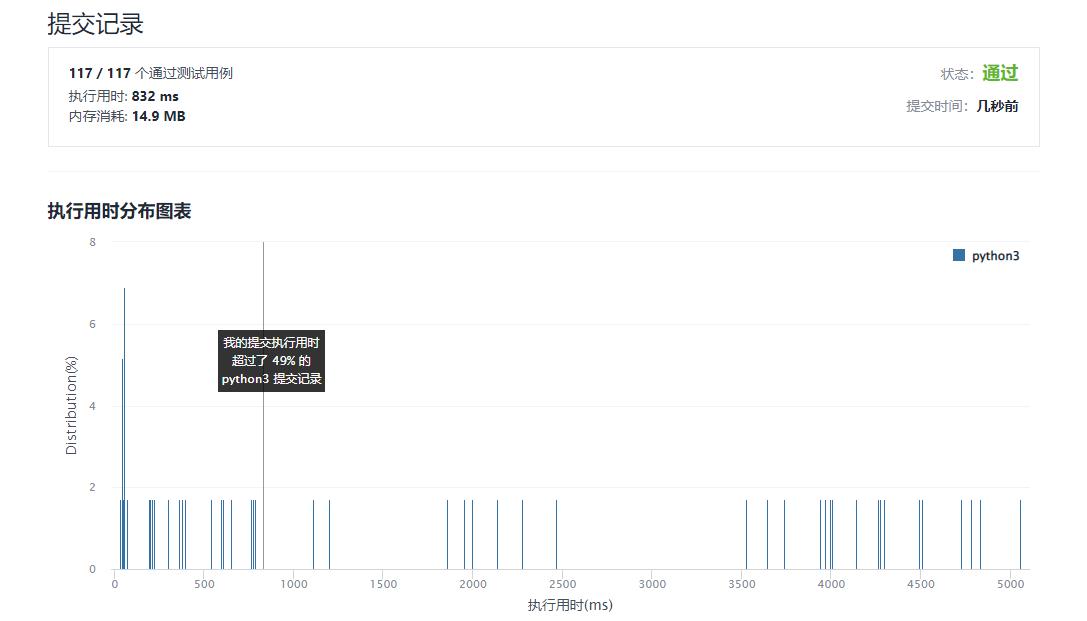 提交记录
117 / 117 个通过测试用例
状态：通过
执行用时: 832 ms
内存消耗: 14.9 MB
提交时间：几秒前
执行用时分布图表
python3
8
6
4
2
0
Distribution(%)
我的提交执行用时
超过了 49% 的
python3 提交记录
0 500 1000 1500 2000 2500 3000 3500 4000 4500 5000
执行用时(ms)